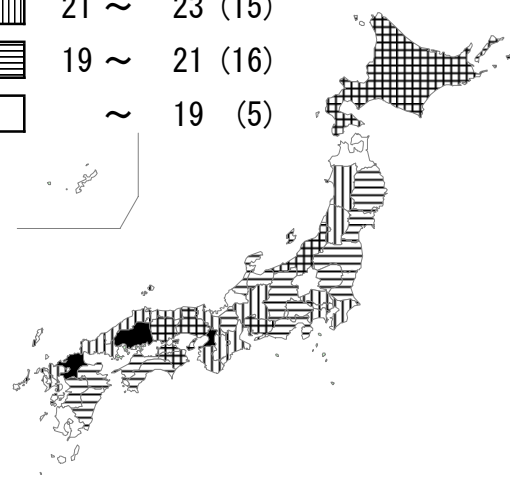 21 ～ 23 (15)
19 ～ 21 (16)
～ 19 (5)